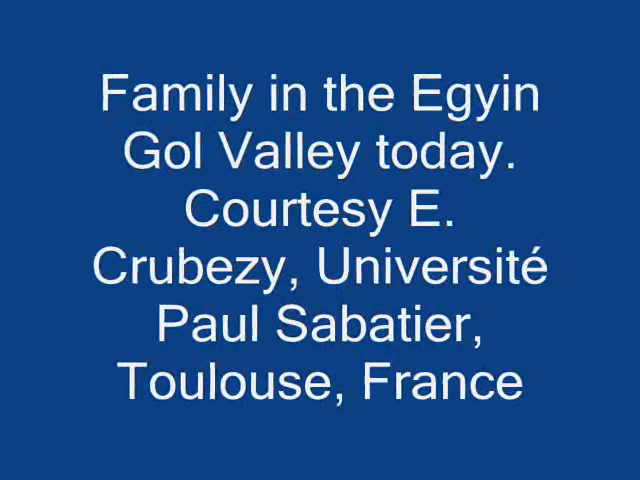 Family in the Egyin
Gol Valley today.
Courtesy E.
Crubezy, Université
Paul Sabatier,
Toulouse, France